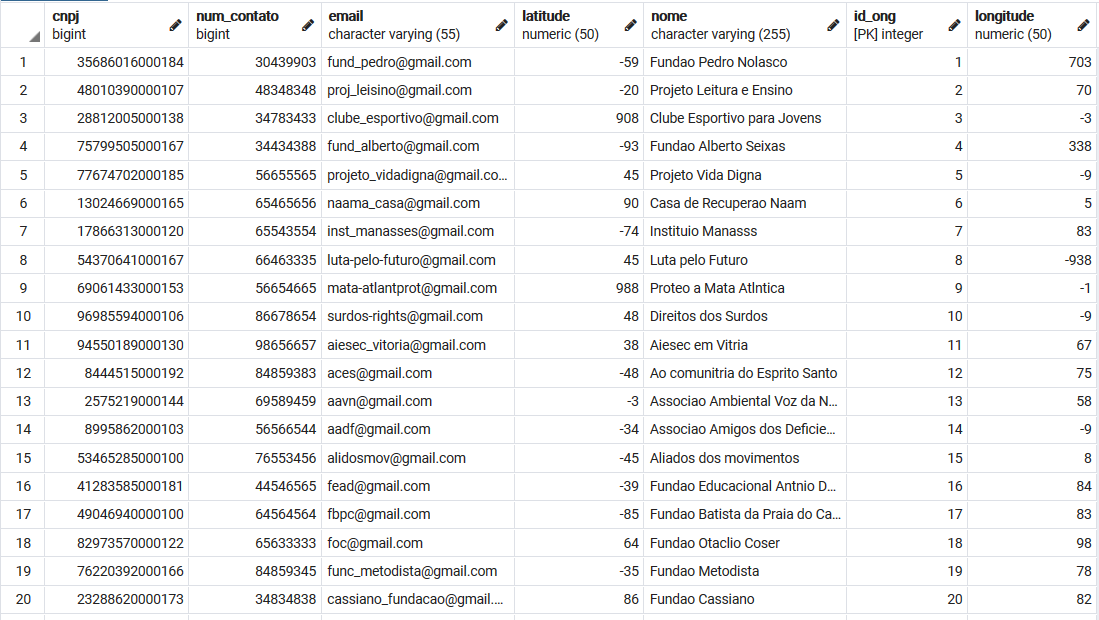 cnpj num_contato email latitude nome id_ong longitude
bigint bigint character varying (55) numeric (50) character varying (255) [PK] integer numeric (50)
1 35686016000184 30439903 fund_pedro@gmail.com -59 Fundao Pedro Nolasco 1 703
2 48010390000107 48348348 proj_leisino@gmail.com -20 Projeto Leitura e Ensino 2 70
3 28812005000138 34783433 clube_esportivo@gmail.com 908 Clube Esportivo para Jovens 3 -3
4 75799505000167 34434388 fund_alberto@gmail.com -93 Fundao Alberto Seixas 4 338
5 77674702000185 56655565 projeto_vidadigna@gmail.co... 45 Projeto Vida Digna 5 -9
6 13024669000165 65465656 naama_casa@gmail.com 90 Casa de Recuperao Naam 6 5
7 17866313000120 65543554 inst_manasses@gmail.com -74 Instituio Manasss 7 83
8 54370641000167 66463335 luta-pelo-futuro@gmail.com 45 Luta pelo Futuro 8 -938
9 69061433000153 56654665 mata-atlantprot@gmail.com 988 Proteo a Mata Atlntica 9 -1
10 96985594000106 86678654 surdos-rights@gmail.com 48 Direitos dos Surdos 10 -9
11 94550189000130 98656657 aiesec_vitoria@gmail.com 38 Aiesec em Vitria 11 67
12 8444515000192 84859383 aces@gmail.com -48 Ao comunitria do Esprito Santo 12 75
13 2575219000144 69589459 aavn@gmail.com -3 Associao Ambiental Voz da N... 13 58
14 8995862000103 56566544 aadf@gmail.com -34 Associao Amigos dos Deficie... 14 -9
15 53465285000100 76553456 alidosmov@gmail.com -45 Aliados dos movimentos 15 8
16 41283585000181 44546565 fead@gmail.com -39 Fundao Educacional Antnio D... 16 84
17 49046940000100 64564564 fbpc@gmail.com -85 Fundao Batista da Praia do Ca... 17 83
18 82973570000122 65633333 foc@gmail.com 64 Fundao Otaclio Coser 18 98
19 76220392000166 84859345 func_metodista@gmail.com -35 Fundao Metodista 19 78
20 23288620000173 34834838 cassiano_fundacao@gmail.... 86 Fundao Cassiano 20 82